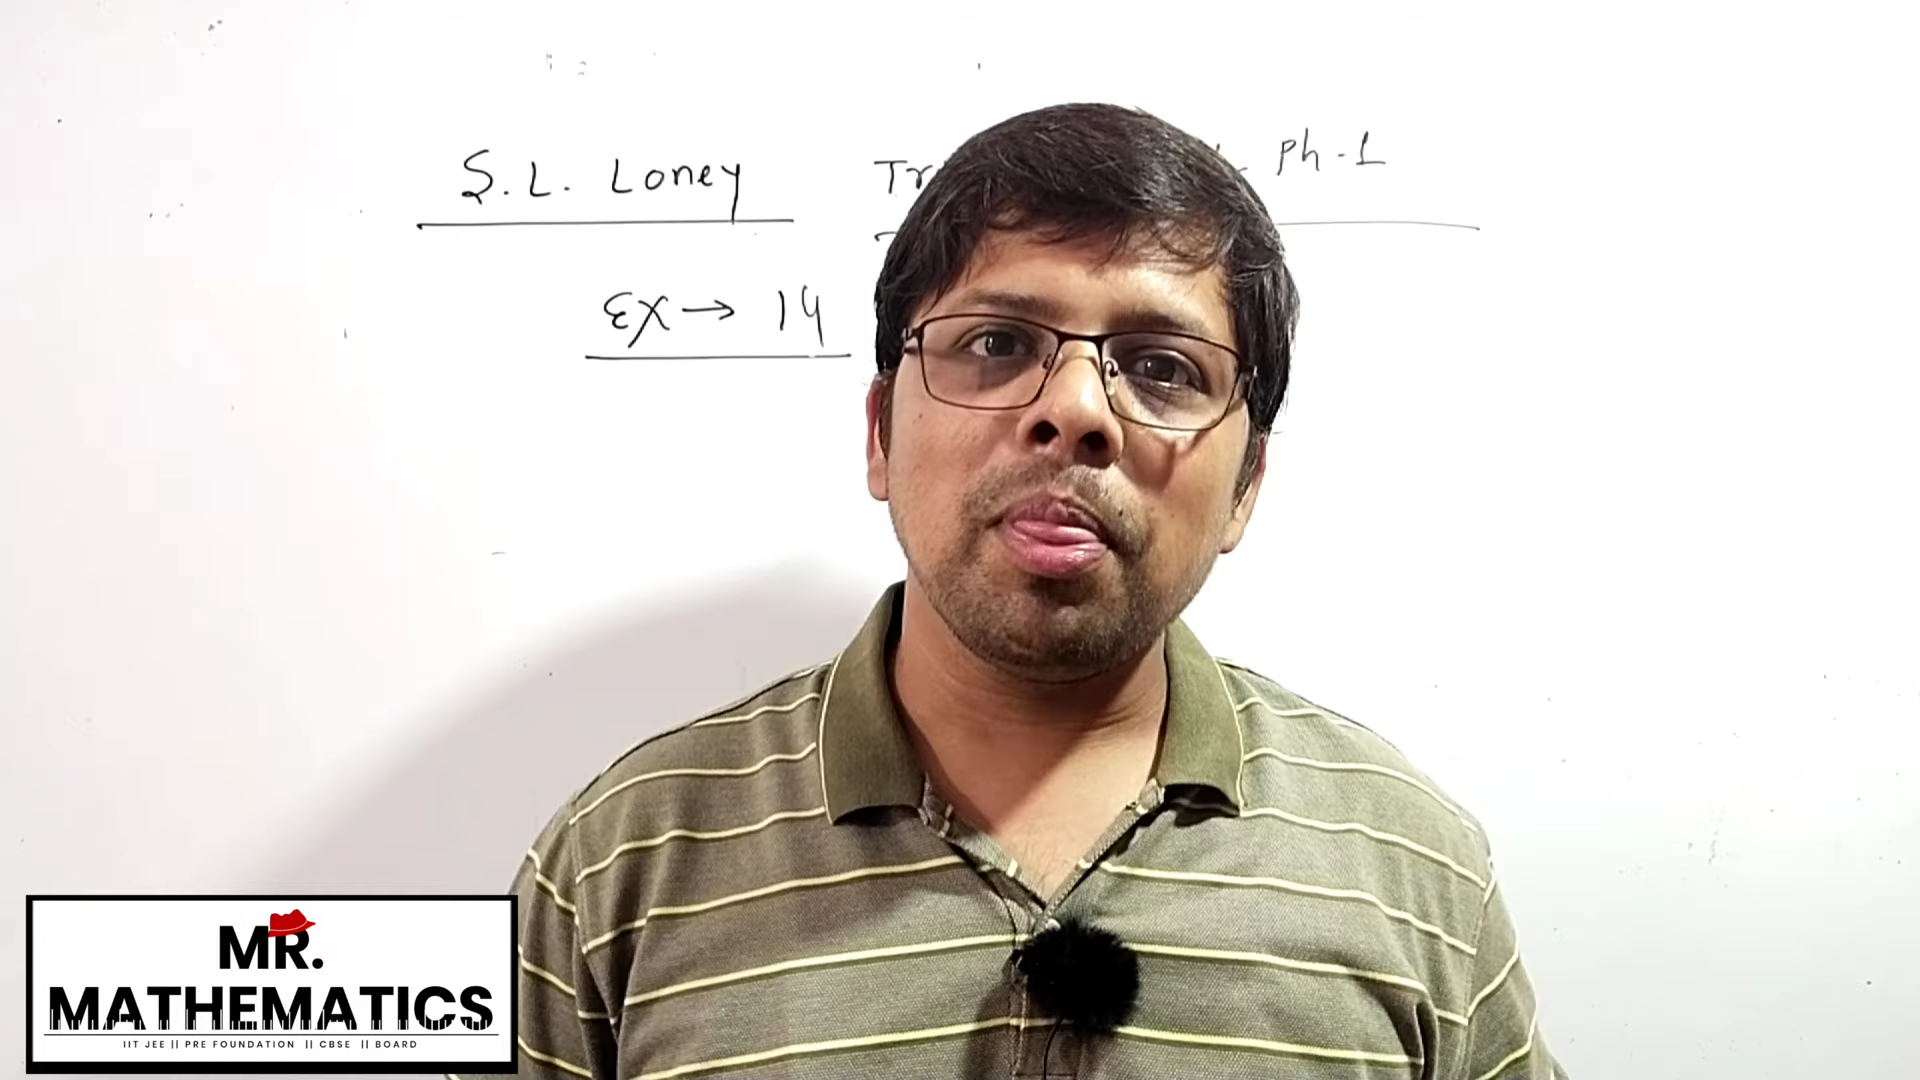 S. L. Loney Ph-1
Ex → 14
MR.
MATHEMATICS
IIT JEE || PRE FOUNDATION || CBSE || BOARD